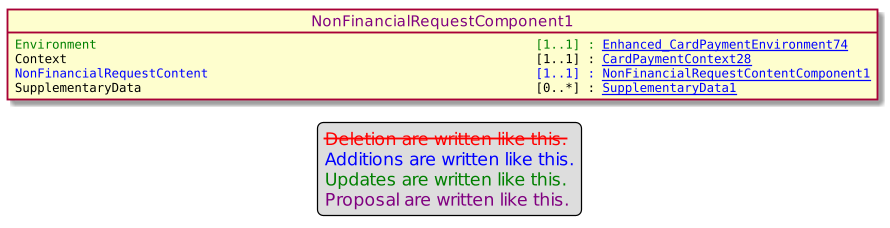 NonFinancialRequestComponent1
Environment [1..1] : Enhanced_CardPaymentEnvironment74
Context [1..1] : CardPaymentContext28
NonFinancialRequestContent [1..1] : NonFinancialRequestContentComponent1
SupplementaryData [0..*] : SupplementaryData1
Deletion are written like this.
Additions are written like this.
Updates are written like this.
Proposal are written like this.